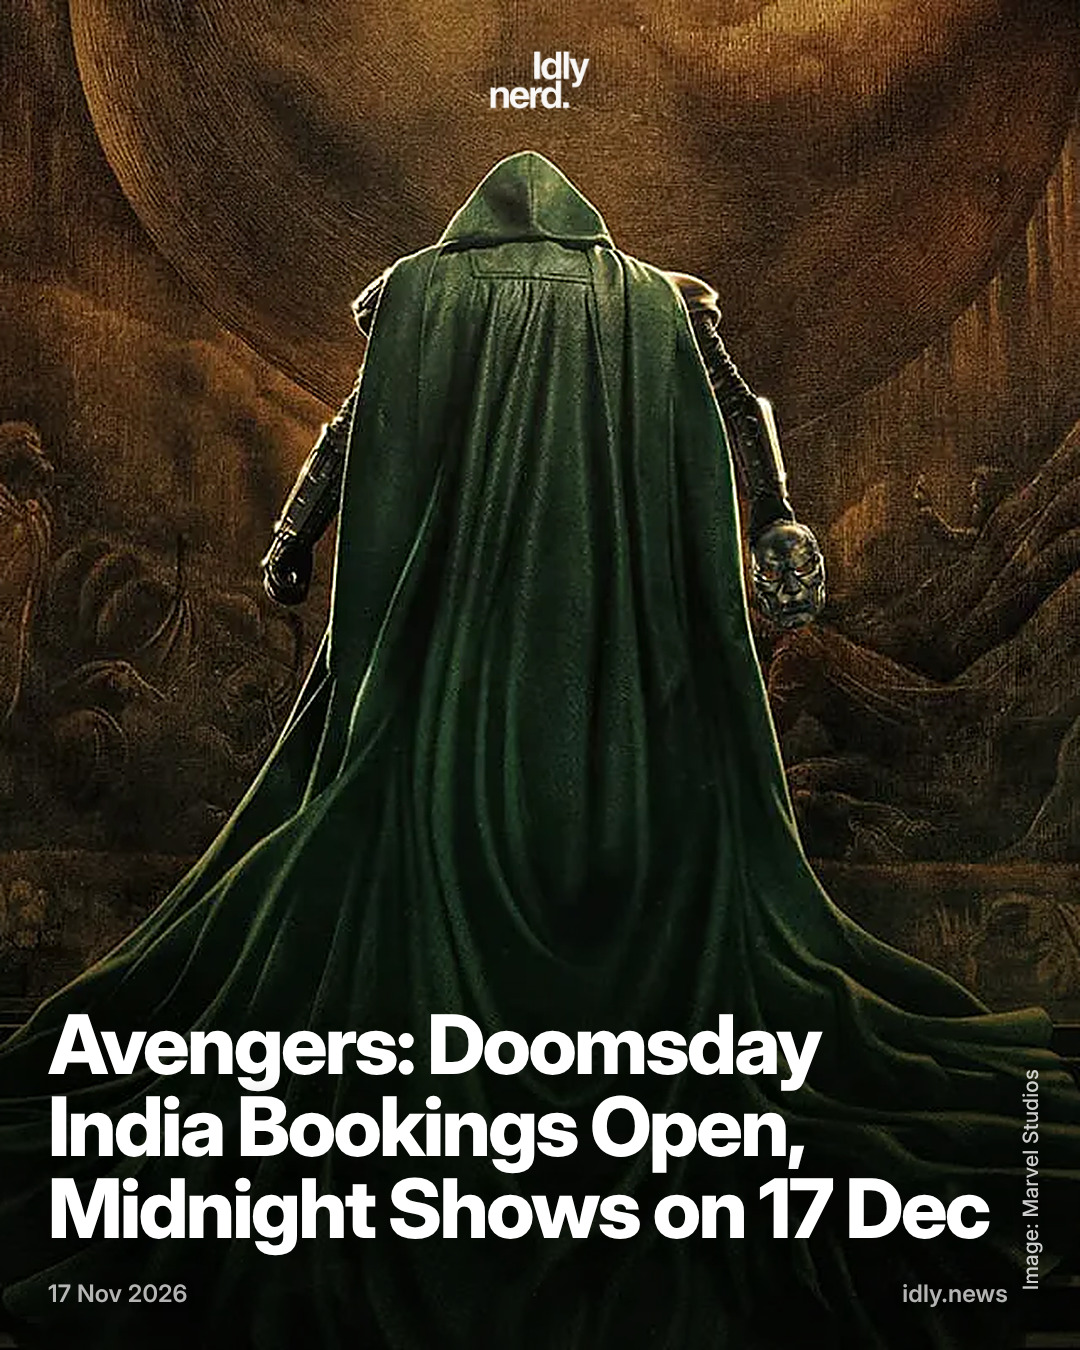 Idly
nerd.
Avengers: Doomsday
India Bookings Open,
Midnight Shows on 17 Dec
Image: Marvel Studios
17 Nov 2026
idly.news